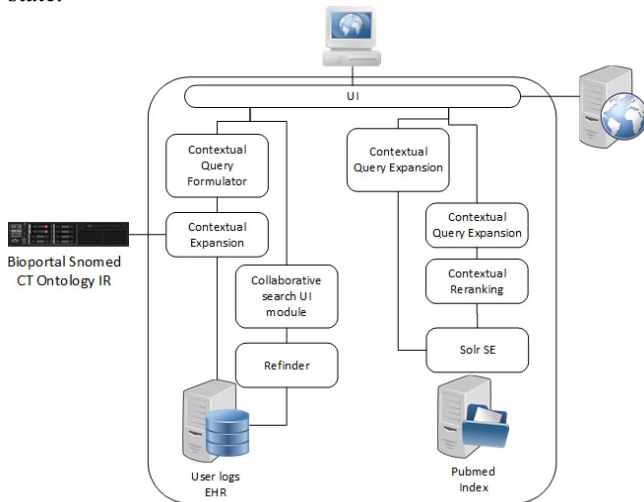 state.
UI
Contextual
Query
Formulator
Contextual
Expansion
Bioportal Snomed
CT Ontology IR
Collaborative
search UI
module
Refinder
User logs
EHR
Contextual
Query Expansion
Contextual
Query Expansion
Contextual
Reranking
Solr SE
Pubmed
Index